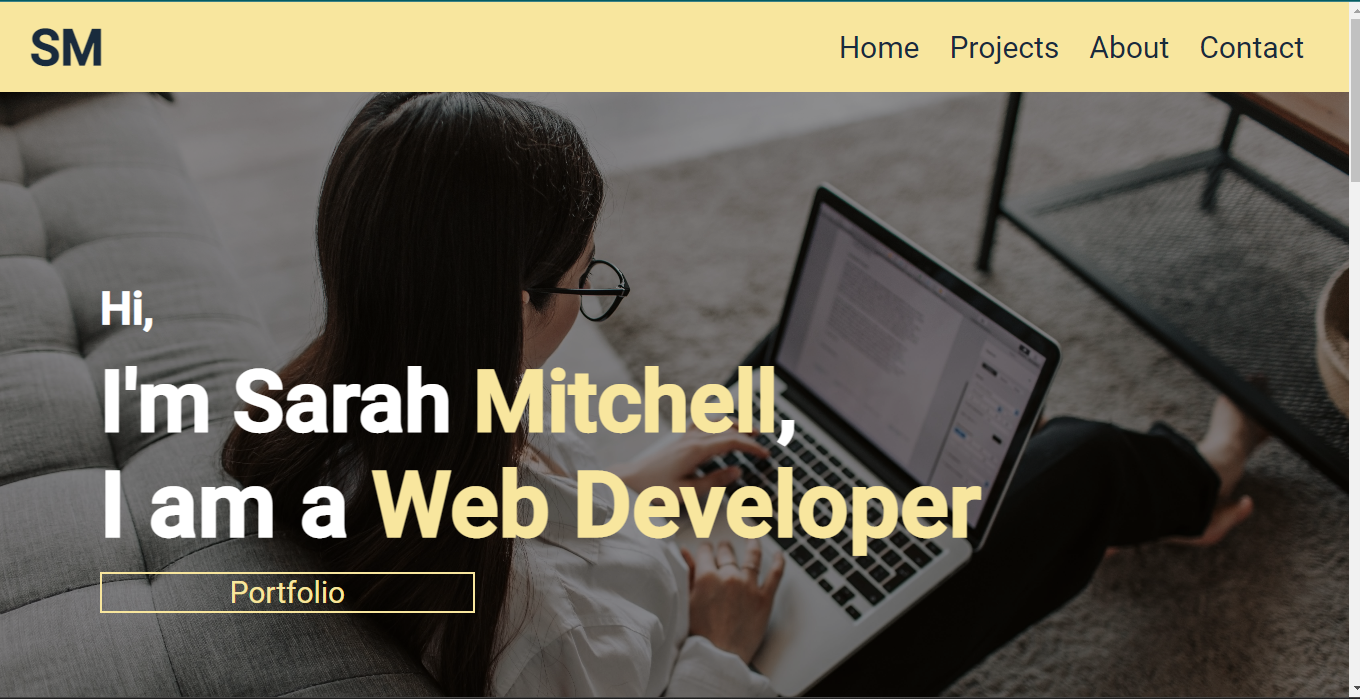 SM
Home Projects About Contact
Hi,
I'm Sarah Mitchell,
I am a Web Developer
Portfolio